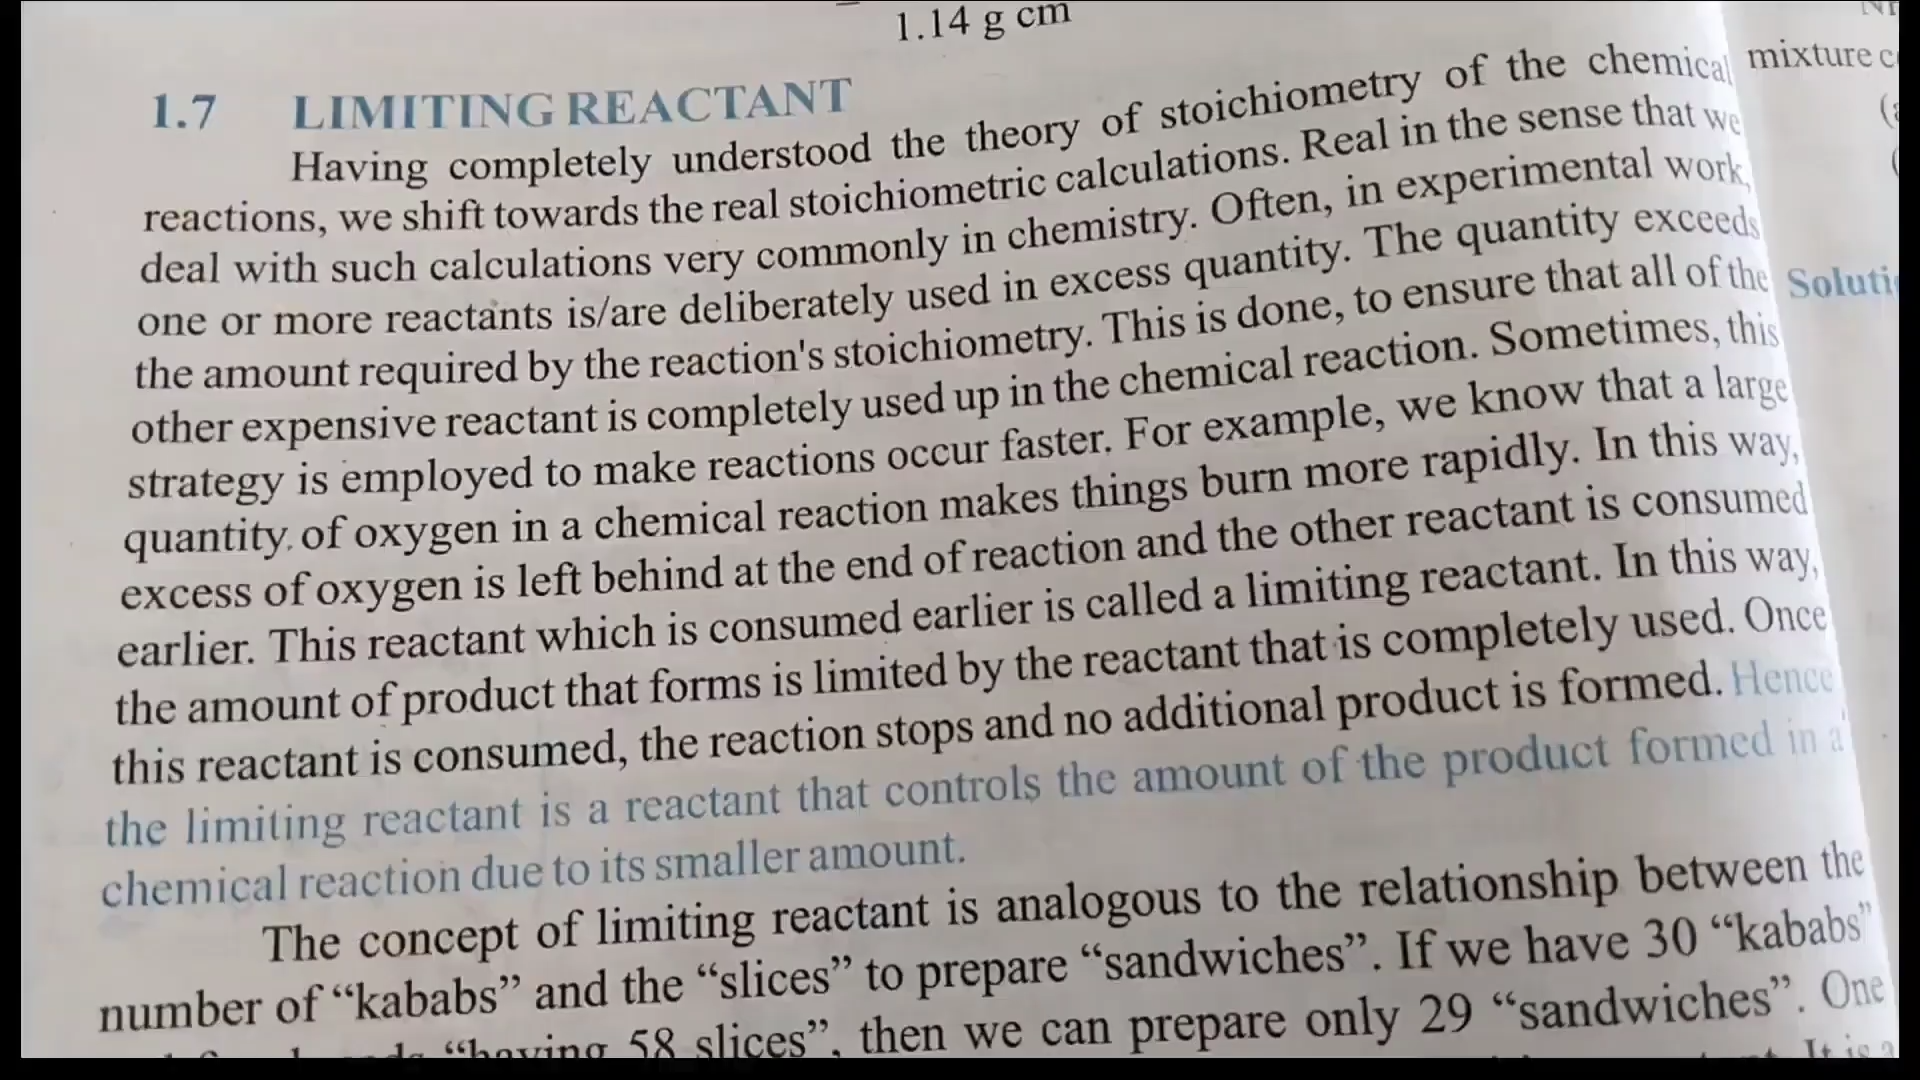 1.14 g cm
1.7 LIMITING REACTANT
Having completely understood the theory of stoichiometry of the chemical
reactions, we shift towards the real stoichiometric calculations. Real in the sense that we
deal with such calculations very commonly in chemistry. Often, in experimental work,
one or more reactants is/are deliberately used in excess quantity. The quantity exceeds
the amount required by the reaction's stoichiometry. This is done, to ensure that all of the
other expensive reactant is completely used up in the chemical reaction. Sometimes, this
strategy is employed to make reactions occur faster. For example, we know that a large
quantity of oxygen in a chemical reaction makes things burn more rapidly. In this way,
excess of oxygen is left behind at the end of reaction and the other reactant is consumed
earlier. This reactant which is consumed earlier is called a limiting reactant. In this way,
the amount of product that forms is limited by the reactant that is completely used. Once
this reactant is consumed, the reaction stops and no additional product is formed. Hence
the limiting reactant is a reactant that controls the amount of the product formed in a
chemical reaction due to its smaller amount.
The concept of limiting reactant is analogous to the relationship between the
number of “kababs” and the “slices” to prepare “sandwiches”. If we have 30 “kababs”
“having 58 slices”, then we can prepare only 29 “sandwiches”. One
It is
mixture